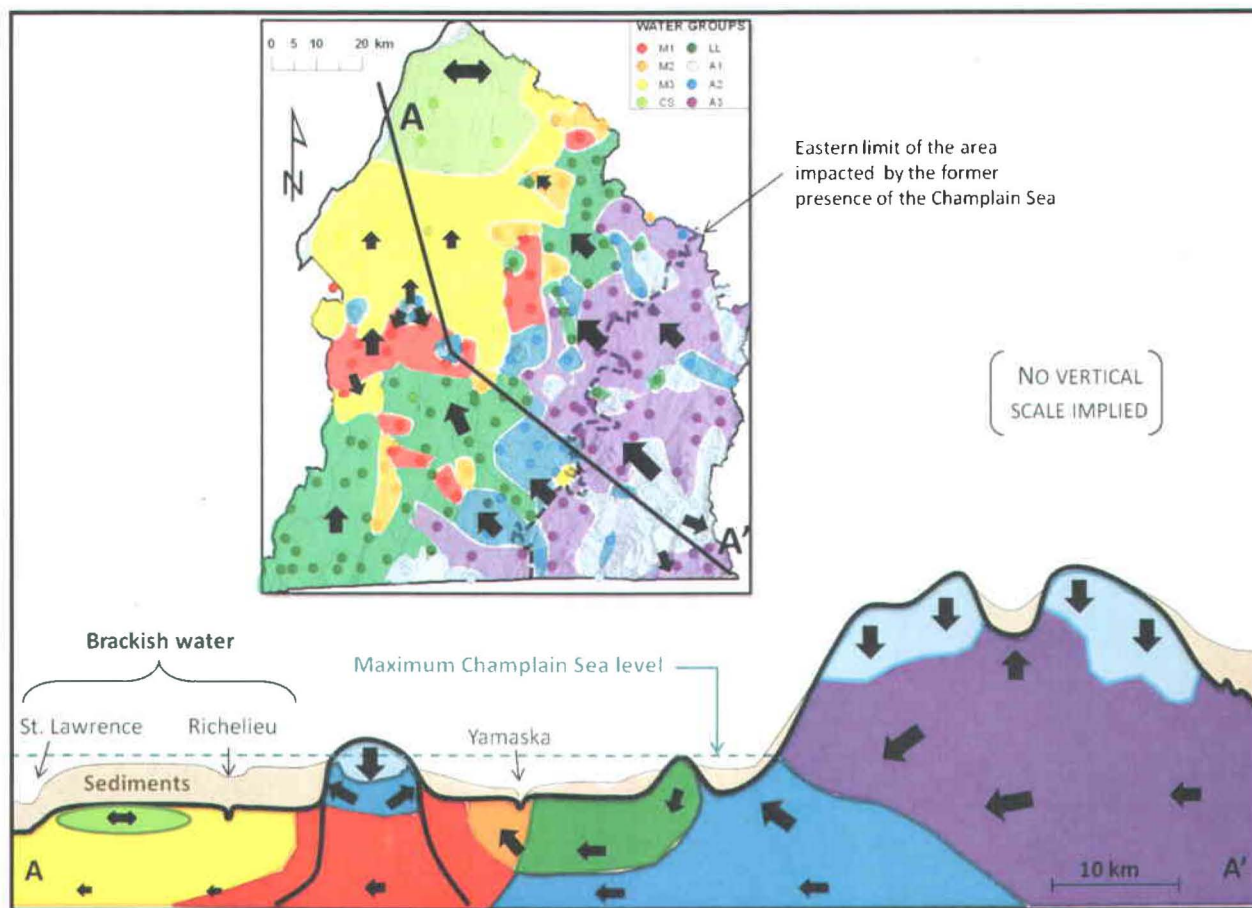 WATER GROUPS
0 5 10 20 km
M1 LL
M2 A1
M3 A2
CS A3
A
N
Eastern limit of the area
impacted by the former
presence of the Champlain Sea
NO VERTICAL
SCALE IMPLIED
A'
Brackish water
Maximum Champlain Sea level
St. Lawrence
Richelieu
Yamaska
Sediments
A
10 km
A'